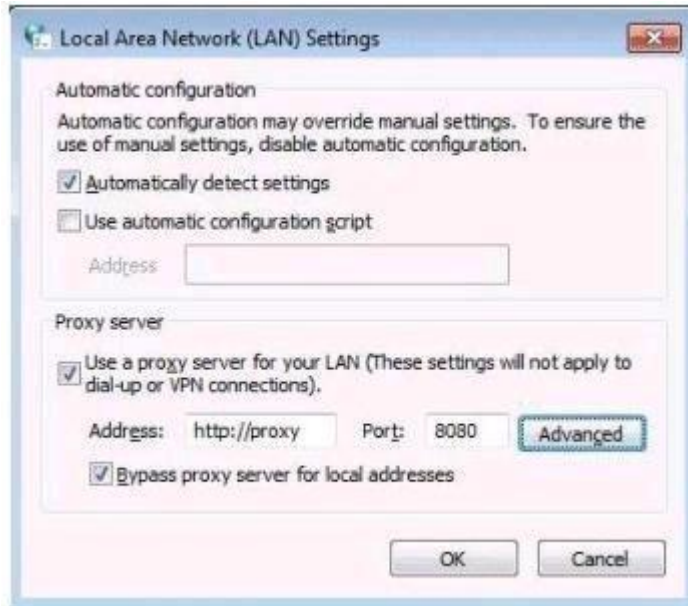 Local Area Network (LAN) Settings
Automatic configuration
Automatic configuration may override manual settings. To ensure the
use of manual settings, disable automatic configuration.
Automatically detect settings
Use automatic configuration script
Address
Proxy server
Use a proxy server for your LAN (These settings will not apply to
dial-up or VPN connections).
Address: http://proxy Port: 8080 Advanced
Bypass proxy server for local addresses
OK Cancel